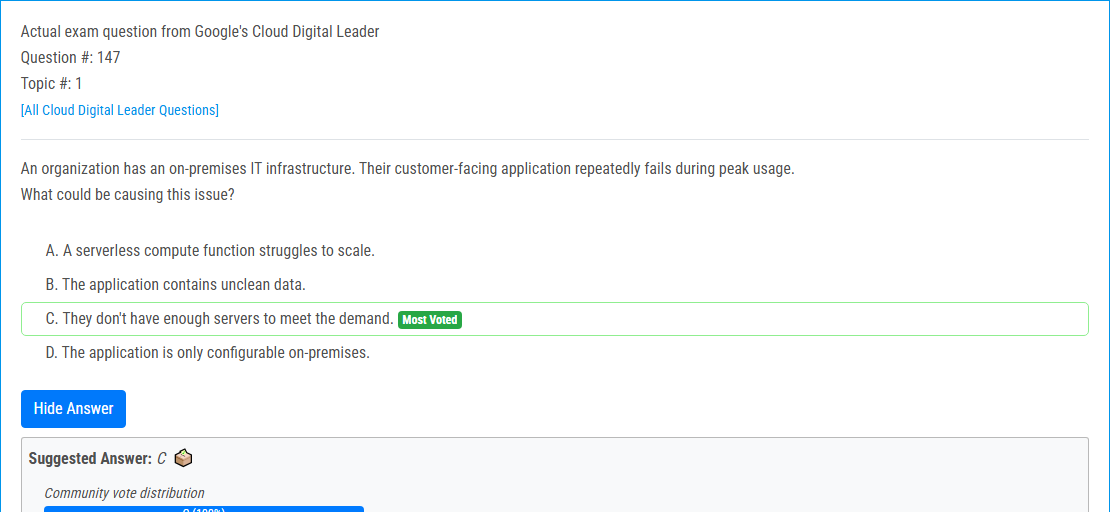 Actual exam question from Google's Cloud Digital Leader
Question #: 147
Topic #: 1
[All Cloud Digital Leader Questions]
An organization has an on-premises IT infrastructure. Their customer-facing application repeatedly fails during peak usage.
What could be causing this issue?
A. A serverless compute function struggles to scale.
B. The application contains unclean data.
C. They don't have enough servers to meet the demand. Most Voted
D. The application is only configurable on-premises.
Hide Answer
Suggested Answer: C
Community vote distribution